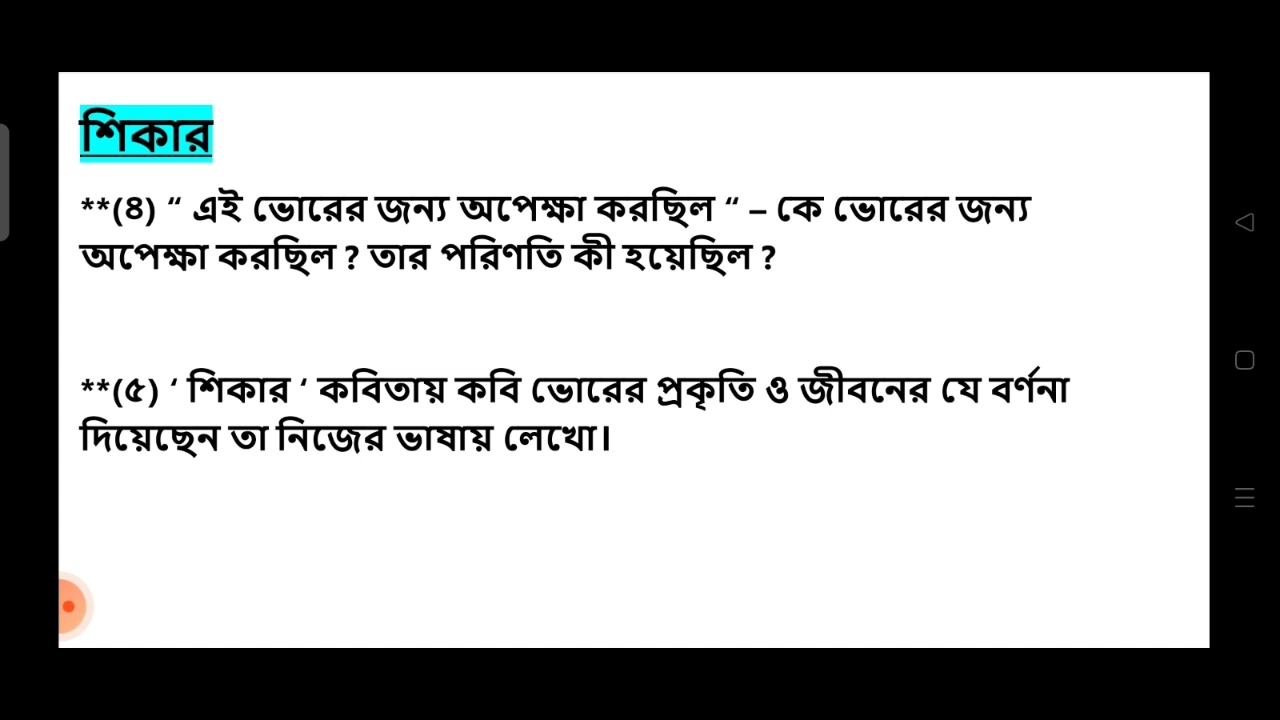 শিকার
**(৪) “ এই ভোরের জন্য অপেক্ষা করছিল “ – কে ভোরের জন্য
অপেক্ষা করছিল ? তার পরিণতি কী হয়েছিল ?
**(৫) ‘ শিকার ‘ কবিতায় কবি ভোরের প্রকৃতি ও জীবনের যে বর্ণনা
দিয়েছেন তা নিজের ভাষায় লেখো।